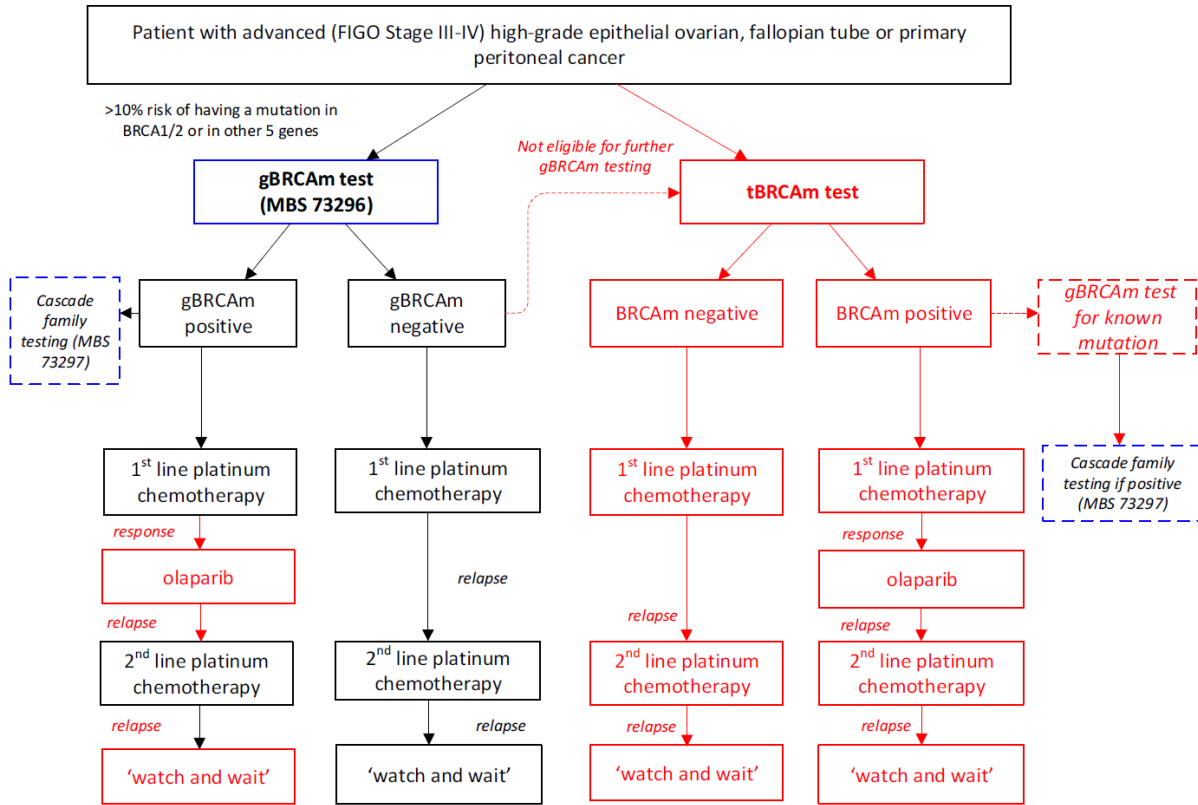 Patient with advanced (FIGO Stage III-IV) high-grade epithelial ovarian, fallopian tube or primary
peritoneal cancer
>10% risk of having a mutation in
BRCA1/2 or in other 5 genes
Not eligible for further
gBRCAm testing
gBRCAm test
(MBS 73296)
tBRCAm test
Cascade
family
testing (MBS
73297)
gBRCAm
positive
gBRCAm
negative
BRCAm negative
BRCAm positive
gBRCAm test
for known
mutation
1st line platinum
chemotherapy
1st line platinum
chemotherapy
1st line platinum
chemotherapy
1st line platinum
chemotherapy
Cascade family
testing if positive
(MBS 73297)
response
response
olaparib
relapse
olaparib
relapse
relapse
relapse
2nd line platinum
chemotherapy
2nd line platinum
chemotherapy
2nd line platinum
chemotherapy
2nd line platinum
chemotherapy
relapse
relapse
relapse
relapse
‘watch and wait’
‘watch and wait’
‘watch and wait’
‘watch and wait’